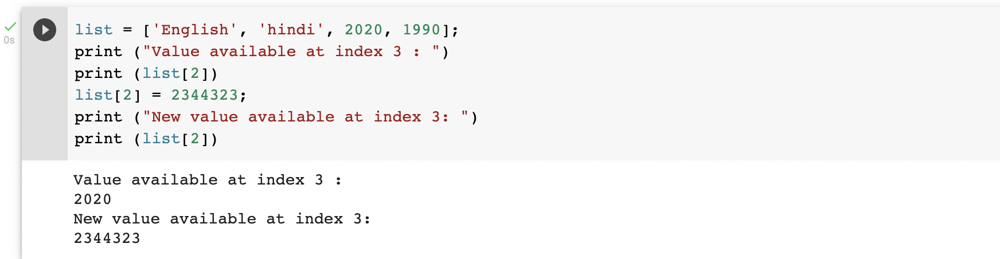 0s
list = ['English', 'hindi', 2020, 1990];
print ("Value available at index 3 : ")
print (list[2])
list[2] = 2344323;
print ("New value available at index 3: ")
print (list[2])
Value available at index 3 :
2020
New value available at index 3:
2344323